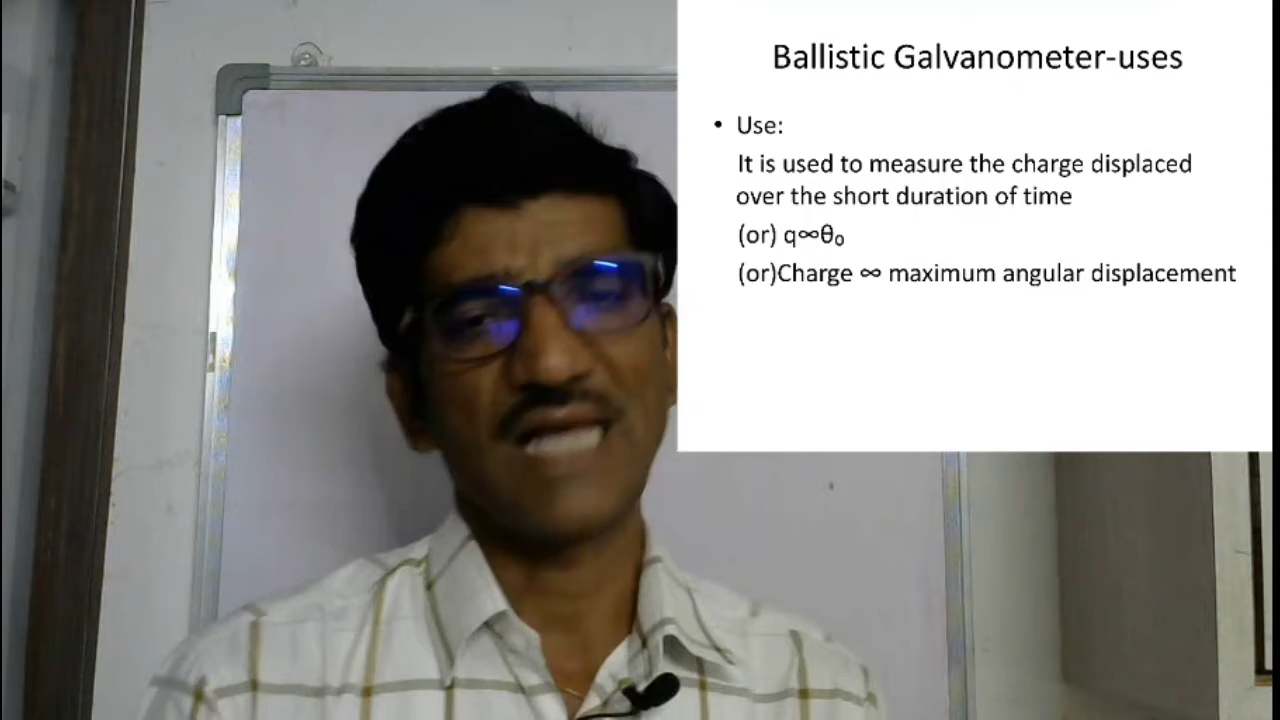 Ballistic Galvanometer-uses
• Use:
It is used to measure the charge displaced
over the short duration of time
(or) q∞θ₀
(or)Charge ∞ maximum angular displacement